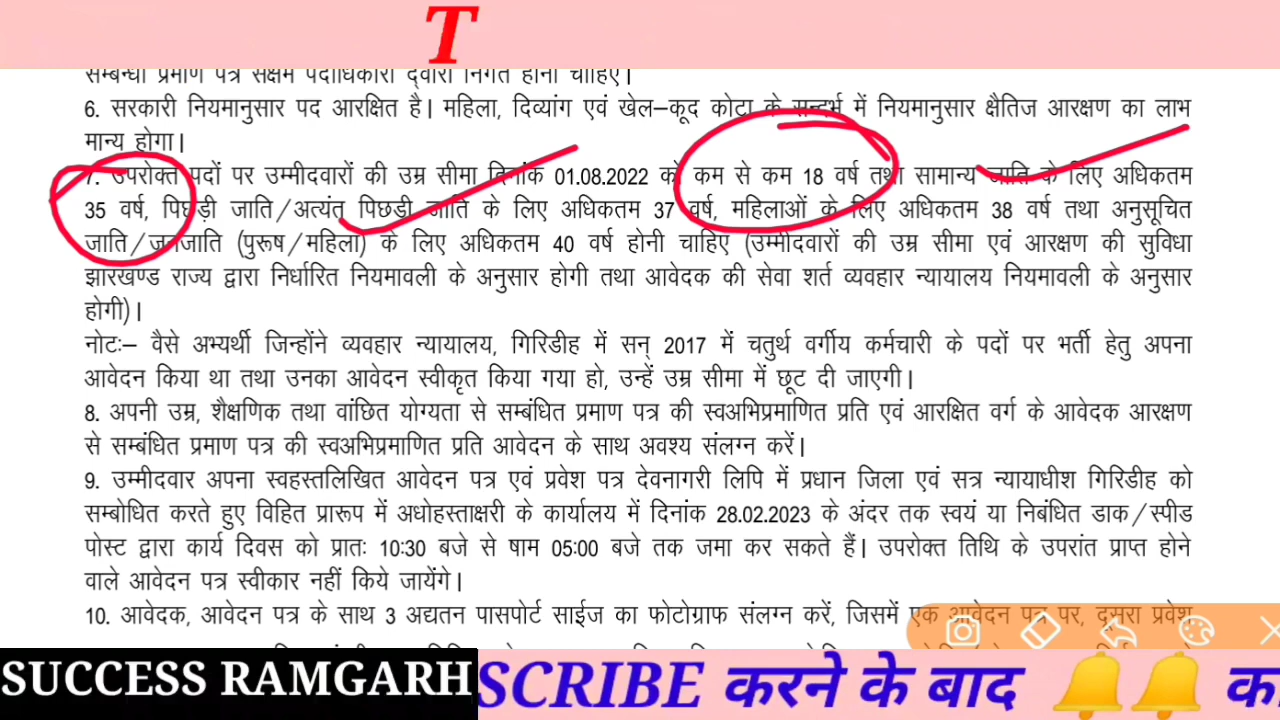 T
सम्बन्धी प्रमाण पत्र सक्षम पदाधिकारी द्वारा निर्गत होना चाहिए।
6. सरकारी नियमानुसार पद आरक्षित है। महिला, दिव्यांग एवं खेल–कूद कोटा के सन्दर्भ में नियमानुसार क्षैतिज आरक्षण का लाभ
मान्य होगा।
7. उपरोक्त पदों पर उम्मीदवारों की उम्र सीमा दिनांक 01.08.2022 को कम से कम 18 वर्ष तथा सामान्य जाति के लिए अधिकतम
35 वर्ष, पिछड़ी जाति/अत्यंत पिछड़ी जाति के लिए अधिकतम 37 वर्ष, महिलाओं के लिए अधिकतम 38 वर्ष तथा अनुसूचित
जाति/जनजाति (पुरूष/महिला) के लिए अधिकतम 40 वर्ष होनी चाहिए (उम्मीदवारों की उम्र सीमा एवं आरक्षण की सुविधा
झारखण्ड राज्य द्वारा निर्धारित नियमावली के अनुसार होगी तथा आवेदक की सेवा शर्त व्यवहार न्यायालय नियमावली के अनुसार
होगी)।
नोटः– वैसे अभ्यर्थी जिन्होंने व्यवहार न्यायालय, गिरिडीह में सन् 2017 में चतुर्थ वर्गीय कर्मचारी के पदों पर भर्ती हेतु अपना
आवेदन किया था तथा उनका आवेदन स्वीकृत किया गया हो, उन्हें उम्र सीमा में छूट दी जाएगी।
8. अपनी उम्र, शैक्षणिक तथा वांछित योग्यता से सम्बंधित प्रमाण पत्र की स्वअभिप्रमाणित प्रति एवं आरक्षित वर्ग के आवेदक आरक्षण
से सम्बंधित प्रमाण पत्र की स्वअभिप्रमाणित प्रति आवेदन के साथ अवश्य संलग्न करें।
9. उम्मीदवार अपना स्वहस्तलिखित आवेदन पत्र एवं प्रवेश पत्र देवनागरी लिपि में प्रधान जिला एवं सत्र न्यायाधीश गिरिडीह को
सम्बोधित करते हुए विहित प्रारूप में अधोहस्ताक्षरी के कार्यालय में दिनांक 28.02.2023 के अंदर तक स्वयं या निबंधित डाक/स्पीड
पोस्ट द्वारा कार्य दिवस को प्रातः 10:30 बजे से षाम 05:00 बजे तक जमा कर सकते हैं। उपरोक्त तिथि के उपरांत प्राप्त होने
वाले आवेदन पत्र स्वीकार नहीं किये जायेंगे।
10. आवेदक, आवेदन पत्र के साथ 3 अद्यतन पासपोर्ट साईज का फोटोग्राफ संलग्न करें, जिसमें एक आवेदन पत्र पर, दूसरा प्रवेश
SUCCESS RAMGARH
SCRIBE करने के बाद 🔔🔔 का